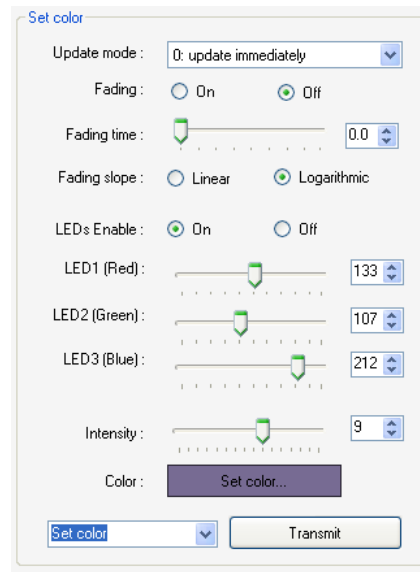 Set color
Update mode : 0: update immediately
Fading : On Off
Fading time : 0.0
Fading slope : Linear Logarithmic
LEDs Enable : On Off
LED1 (Red) : 133
LED2 (Green) : 107
LED3 (Blue) : 212
Intensity : 9
Color : Set color...
Set color Transmit